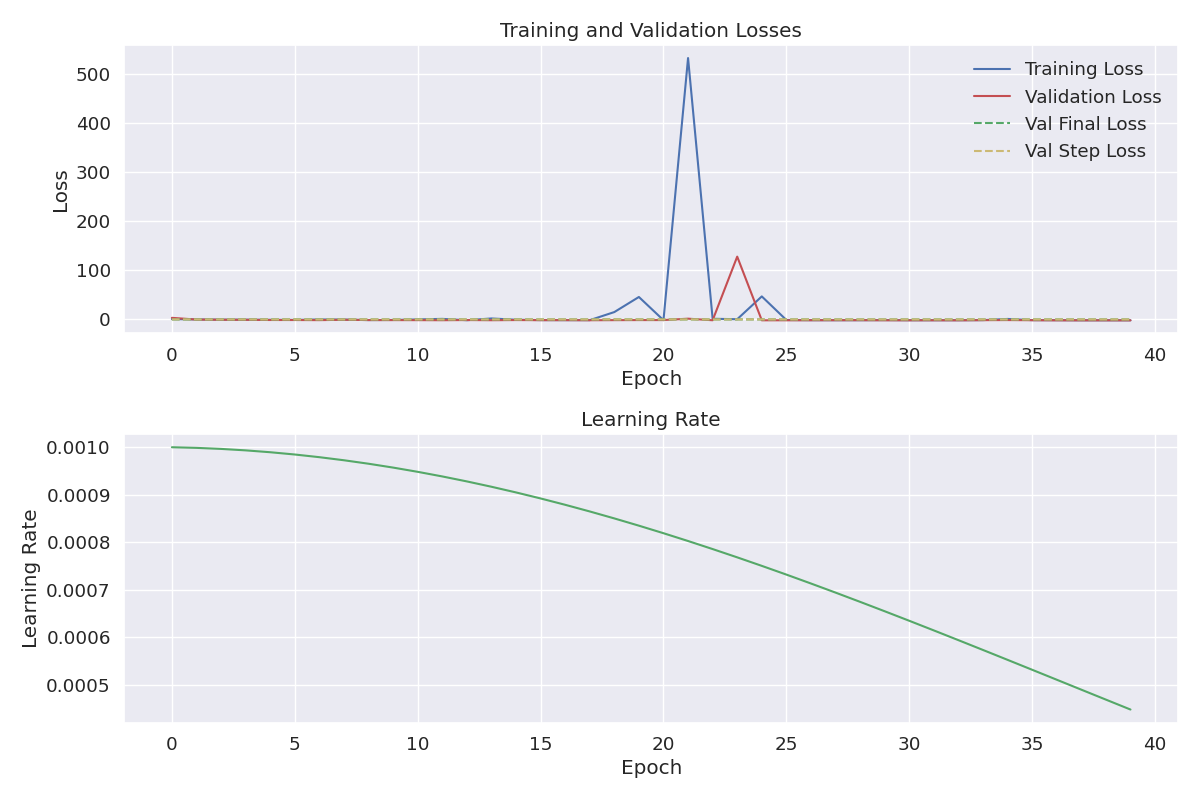 Training and Validation Losses
Loss
500
400
300
200
100
0
Training Loss
Validation Loss
Val Final Loss
Val Step Loss
0 5 10 15 20 25 30 35 40
Epoch
Learning Rate
Learning Rate
0.0010
0.0009
0.0008
0.0007
0.0006
0.0005
0 5 10 15 20 25 30 35 40
Epoch